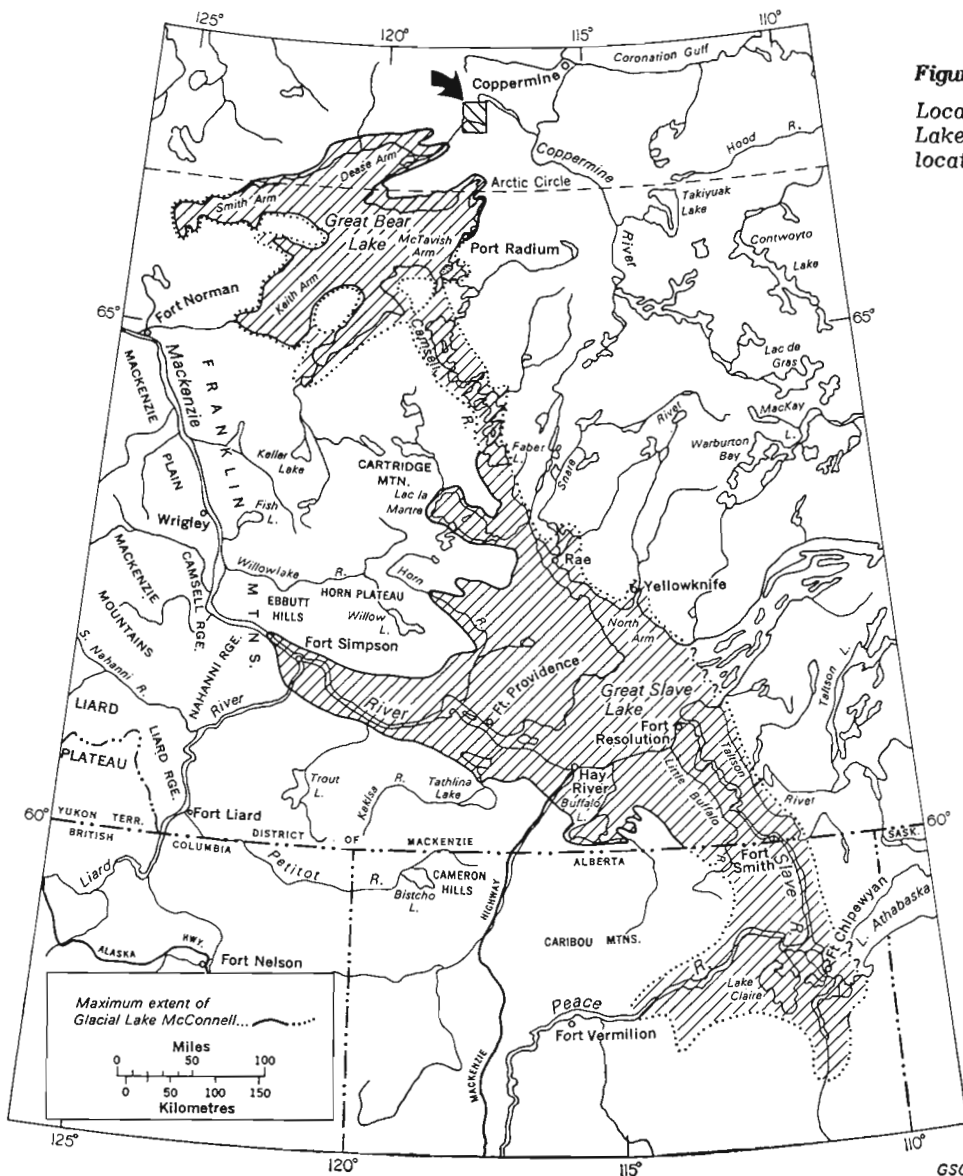 125°
120°
110°
115°
Coronation Gulf
Coppermine
Figur
Loca
Lake
locat
Hood R.
Coppermine
River
Dease Arm
Smith Arm
Arctic Circle
Takiyuak
Lake
Great Bear
Lake
McTavish
Arm
Port Radium
Contwoyto
Lake
Keith Arm
Fort Norman
65°
65°
Camsell
R.
Lac de
Gras
MACKENZIE
PLAIN
Mackenzie
FRANKLIN
MTNS.
MacKay
L.
Warburton
Bay
Keller
Lake
CARTRIDGE
MTN.
Faber
L.
Snare
River
Lac la
Martre
Wrigley
Fish
L.
Rae
Yellowknife
MACKENZIE
MOUNTAINS
CAMSELL RGE.
Willowlake R.
Horn
R.
HORN PLATEAU
EBBUTT
HILLS
Willow
L.
Fort Simpson
North
Arm
S. Nahanni R.
NAHANNI RGE.
River
River
Ft. Providence
Great Slave
Lake
Taltson L.
LIARD
PLATEAU
LIARD RGE.
Fort
Resolution
Taltson
River
Hay
River
Buffalo
L.
Little Buffalo
R.
Trout
L.
Kakisa
R.
Tathlina
Lake
Fort Liard
60°
60°
YUKON TERR.
BRITISH
COLUMBIA
DISTRICT OF MACKENZIE
ALBERTA
SASK.
Fort
Smith
Slave
R.
Liard
Petitot
R.
CAMERON
HILLS
Bistcho
L.
HIGHWAY
MACKENZIE
CARIBOU MTNS.
Ft Chipewyan
L. Athabaska
ALASKA
HWY.
Fort Nelson
Lake
Claire
Peace
R.
Fort Vermilion
Maximum extent of
Glacial Lake McConnell...
Miles
0 50 100
0 50 100 150
Kilometres
125°
120°
115°
110°
GSC